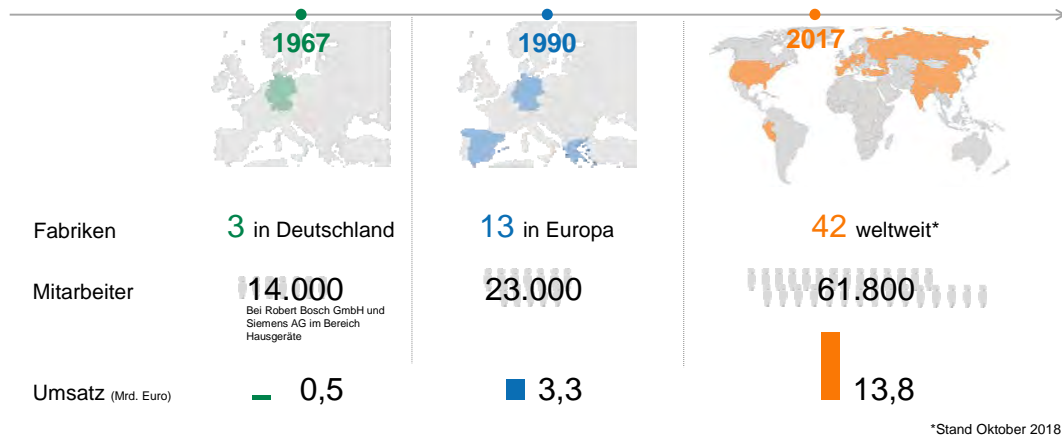 1967 1990 2017
Fabriken 3 in Deutschland 13 in Europa 42 weltweit*
Mitarbeiter 14.000 23.000 61.800
Bei Robert Bosch GmbH und
Siemens AG im Bereich
Hausgeräte
Umsatz (Mrd. Euro) 0,5 3,3 13,8
*Stand Oktober 2018